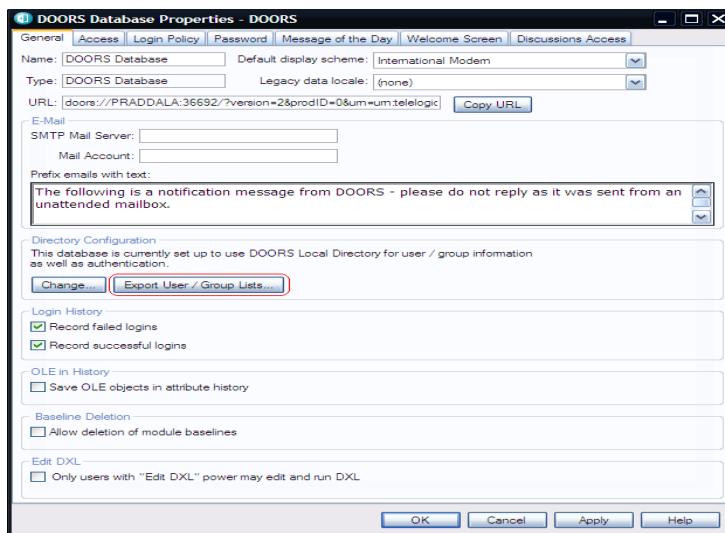 DOORS Database Properties - DOORS
General Access Login Policy Password Message of the Day Welcome Screen Discussions Access
Name: DOORS Database Default display scheme: International Modern
Type: DOORS Database Legacy data locale: (none)
URL: doors://PRADDALA:36692/?version=2&prodID=0&urn=urn:telelogic Copy URL
E-Mail
SMTP Mail Server:
Mail Account:
Prefix emails with text:
The following is a notification message from DOORS - please do not reply as it was sent from an
unattended mailbox.
Directory Configuration
This database is currently set up to use DOORS Local Directory for user / group information
as well as authentication.
Change... Export User / Group Lists...
Login History
Record failed logins
Record successful logins
OLE in History
Save OLE objects in attribute history
Baseline Deletion
Allow deletion of module baselines
Edit DXL
Only users with "Edit DXL" power may edit and run DXL
OK Cancel Apply Help